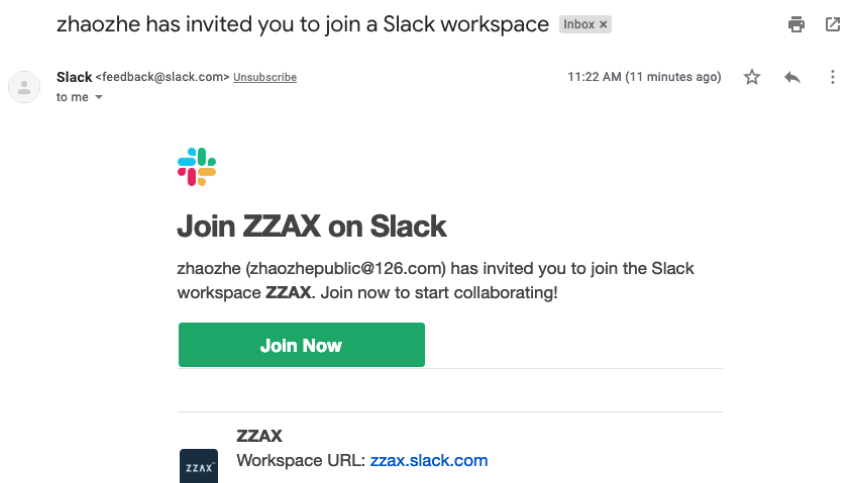 zhaozhe has invited you to join a Slack workspace Inbox ×
Slack <feedback@slack.com> Unsubscribe 11:22 AM (11 minutes ago)
to me
Join ZZAX on Slack
zhaozhe (zhaozhepublic@126.com) has invited you to join the Slack
workspace ZZAX. Join now to start collaborating!
Join Now
ZZAX
Workspace URL: zzax.slack.com
ZZΛX